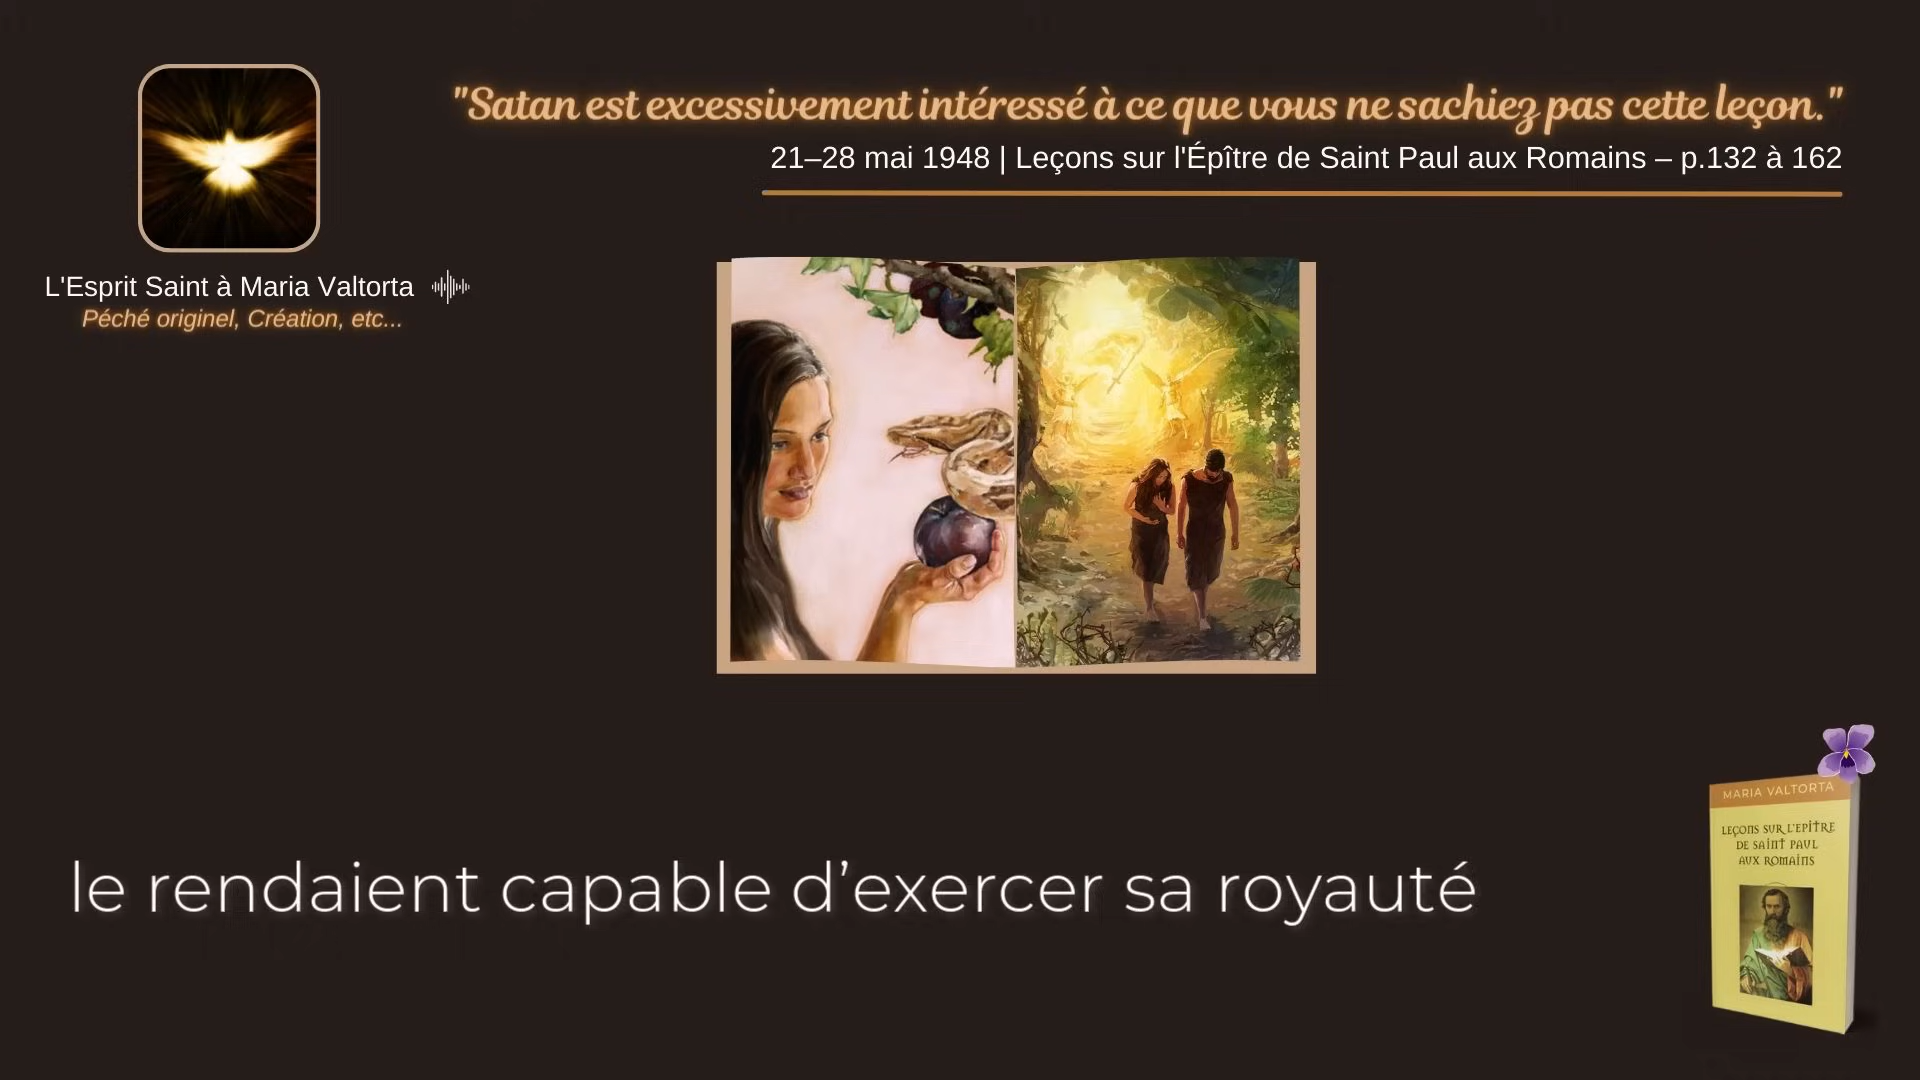 "Satan est excessivement intéressé à ce que vous ne sachiez pas cette leçon."
21–28 mai 1948 | Leçons sur l'Épître de Saint Paul aux Romains – p.132 à 162
L'Esprit Saint à Maria Valtorta
Péché originel, Création, etc...
le rendaient capable d’exercer sa royauté
MARIA VALTORTA
LEÇONS SUR L'EPÎTRE
DE SAINT PAUL
AUX ROMAINS